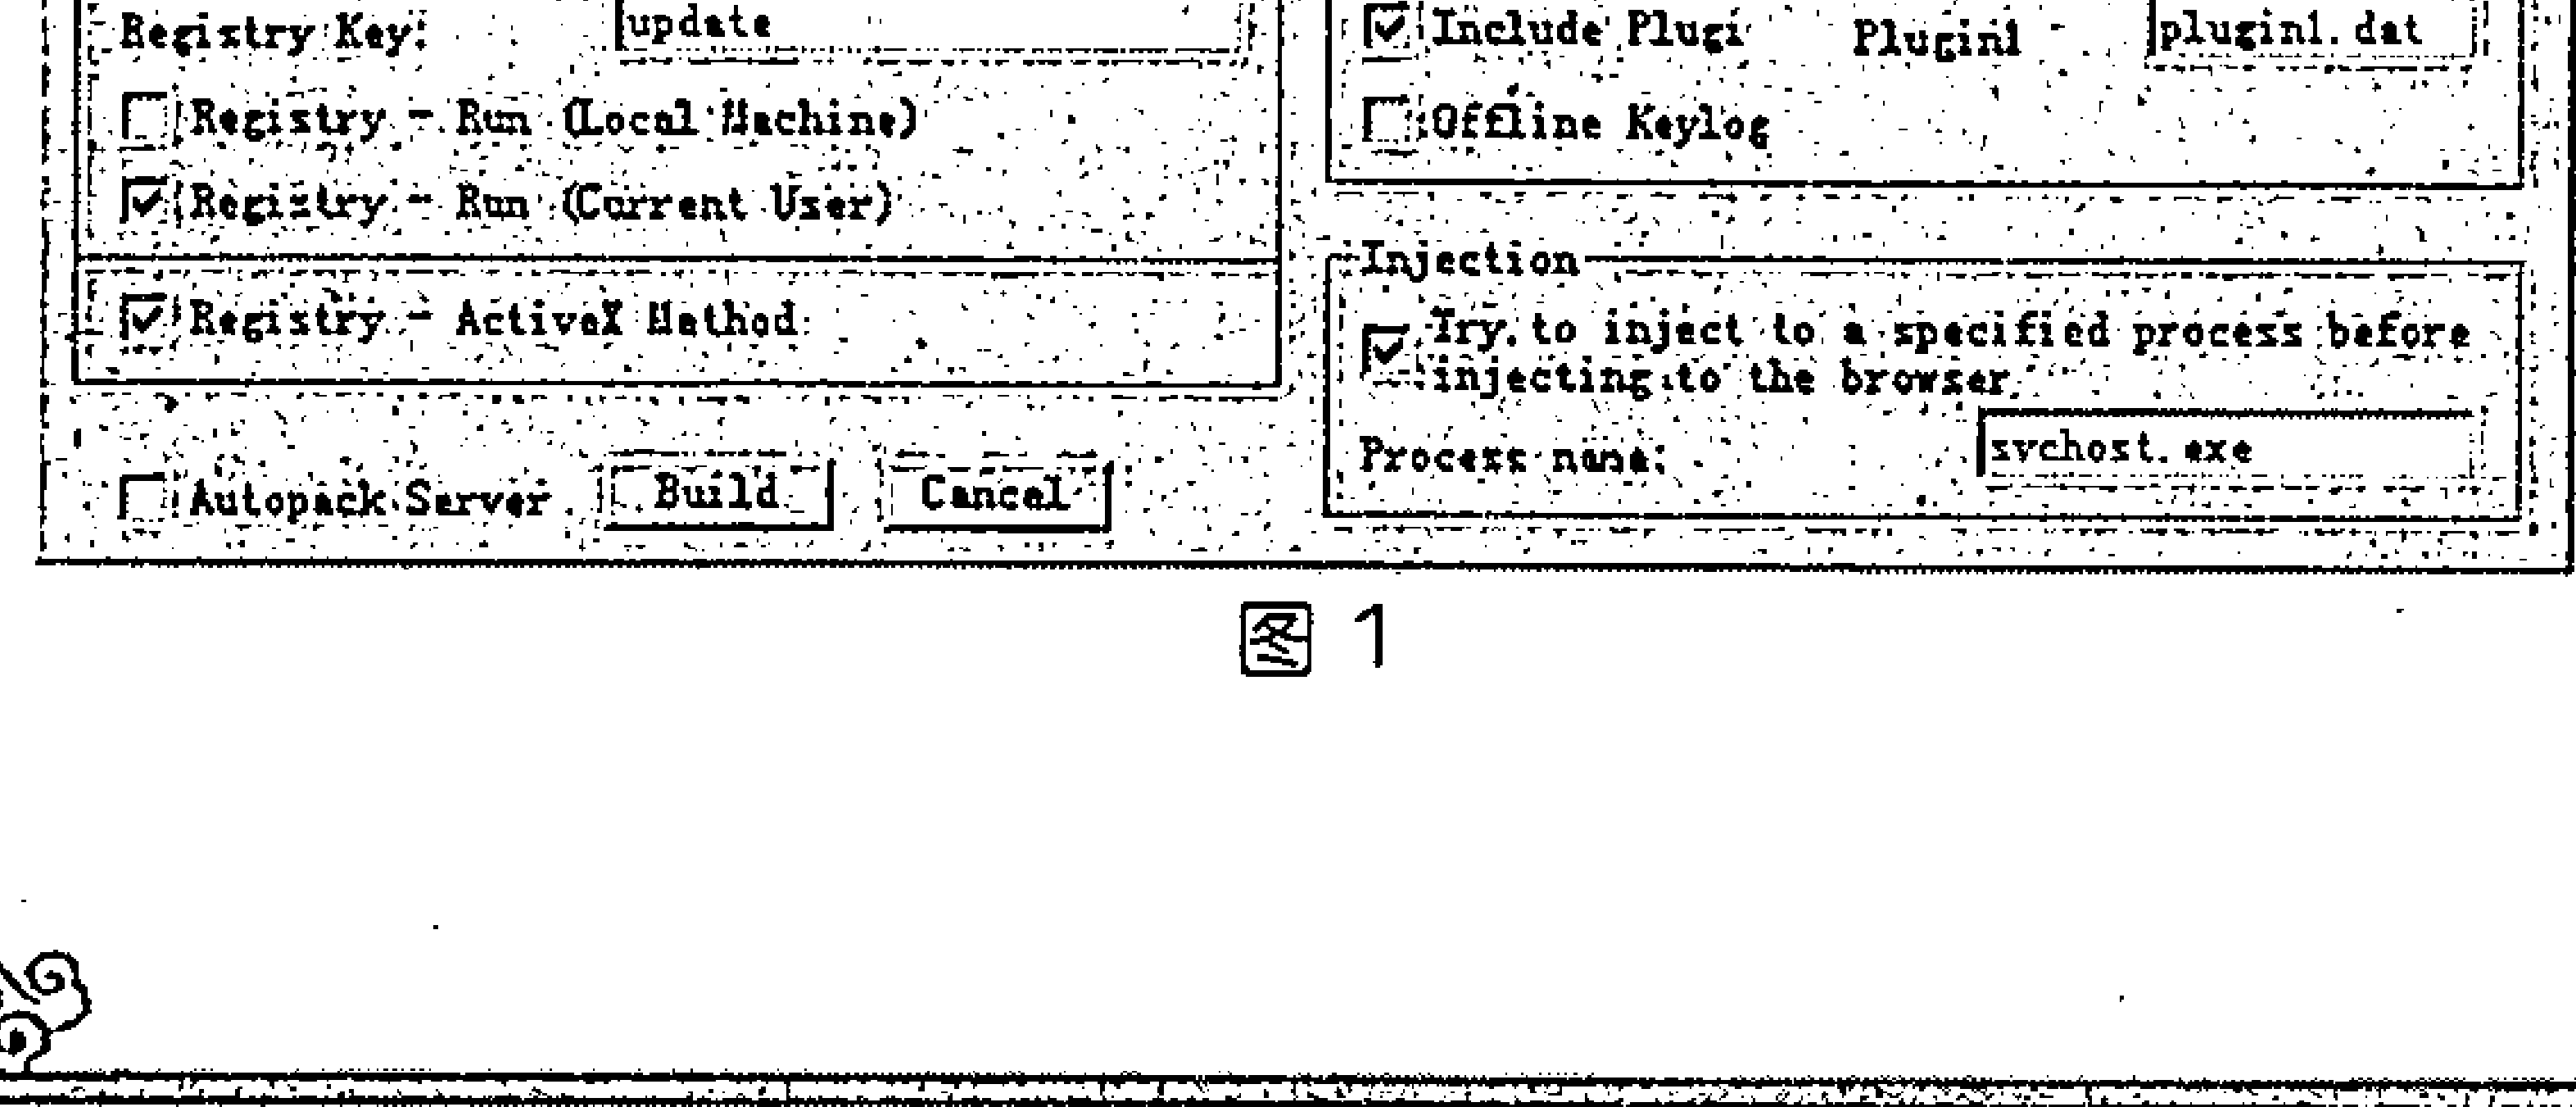 Registry Key:
update
Registry - Run (Local Machine)
Registry - Run (Current User)
Registry - ActiveX Method
Autopack Server
Build
Cancel
Include Plugi
Plugin1
plugin1.dat
Offline Keylog
Injection
Try to inject to a specified process before
injecting to the browser
Process name:
svchost.exe
图 1